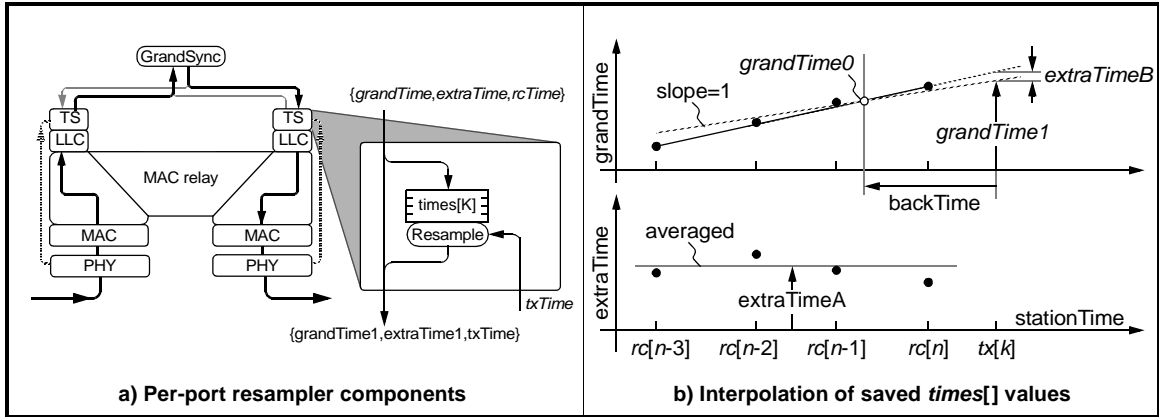 GrandSync
TS
LLC
TS
LLC
MAC relay
MAC
MAC
PHY
PHY
{grandTime,extraTime,rcTime}
times[K]
Resample
txTime
{grandTime1,extraTime1,txTime}
a) Per-port resampler components
grandTime
slope=1
grandTime0
extraTimeB
grandTime1
backTime
extraTime
averaged
extraTimeA
stationTime
rc[n-3]
rc[n-2]
rc[n-1]
rc[n]
tx[k]
b) Interpolation of saved times[] values